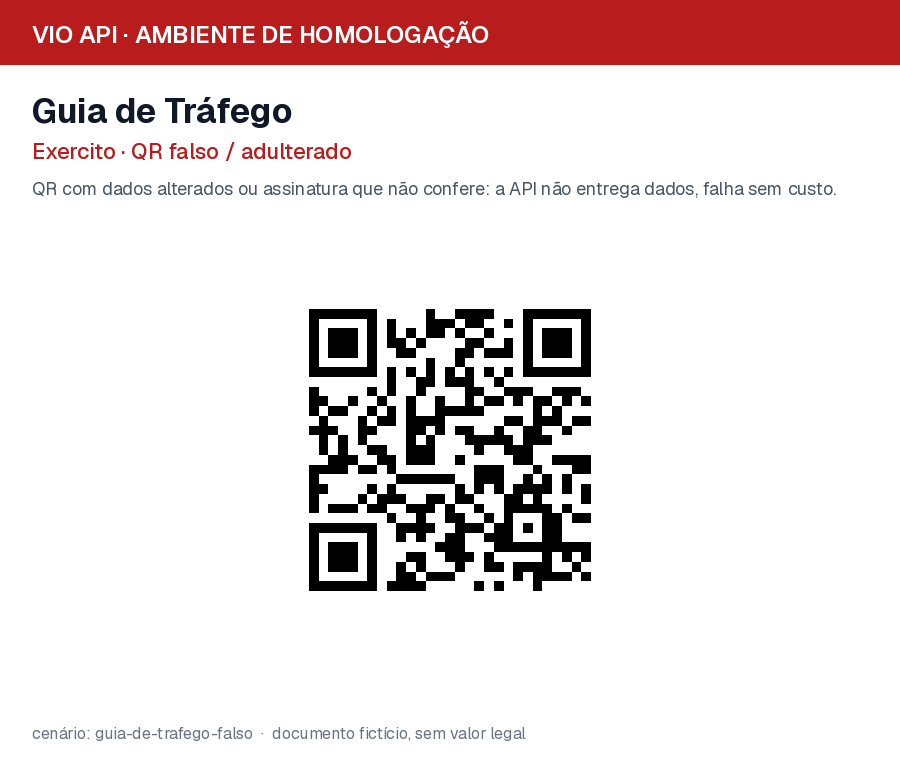 VIO API · AMBIENTE DE HOMOLOGAÇÃO
Guia de Tráfego
Exercito · QR falso / adulterado
QR com dados alterados ou assinatura que não confere: a API não entrega dados, falha sem custo.
cenário: guia-de-trafego-falso · documento fictício, sem valor legal